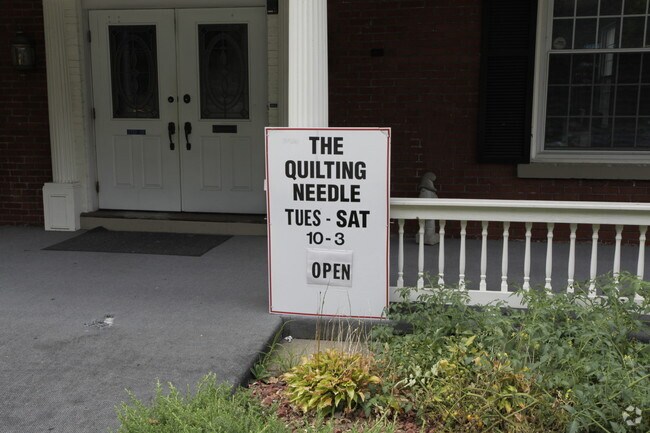 THE
QUILTING
NEEDLE
TUES - SAT
10-3
OPEN